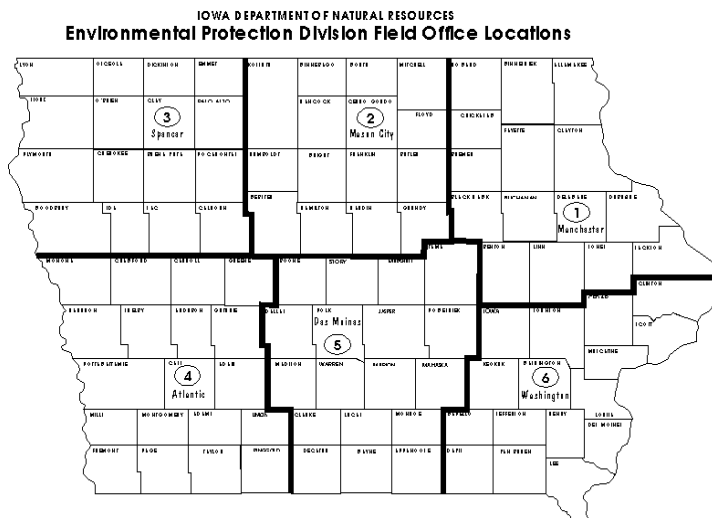 IOWA DEPARTMENT OF NATURAL RESOURCES
Environmental Protection Division Field Office Locations
LYON OSCEOLA DICKINSON EMMET KOSSUTH WINNEBAGO WORTH MITCHELL HOWARD WINNESHIEK ALLAMAKEE
SIOUX O'BRIEN CLAY PALO ALTO HANCOCK CERRO GORDO
3 2
Spencer Mason City
FLOYD CHICKASAW
FAYETTE CLAYTON
PLYMOUTH CHEROKEE BUENA VISTA POCAHONTAS HUMBOLDT WRIGHT FRANKLIN BUTLER BREMER
WEBSTER BLACK HAWK BUCHANAN DELAWARE DUBUQUE
1
Manchester
WOODBURY IDA SAC CALHOUN HAMILTON HARDIN GRUNDY
TAMA BENTON LINN JONES JACKSON
MONONA CRAWFORD CARROLL GREENE BOONE STORY MARSHALL
CLINTON
CEDAR
HARRISON SHELBY AUDUBON GUTHRIE DALLAS POLK JASPER POWESHIEK IOWA JOHNSON
Des Moines
SCOTT
5
MUSCATINE
POTTAWATTAMIE CASS ADAIR MADISON WARREN MARION MAHASKA KEOKUK WASHINGTON
4 6
Atlantic Washington
MILLS MONTGOMERY ADAMS UNION CLARKE LUCAS MONROE WAPELLO JEFFERSON HENRY LOUISA
DES MOINES
FREMONT PAGE TAYLOR RINGGOLD DECATUR WAYNE APPANOOSE DAVIS VAN BUREN
LEE